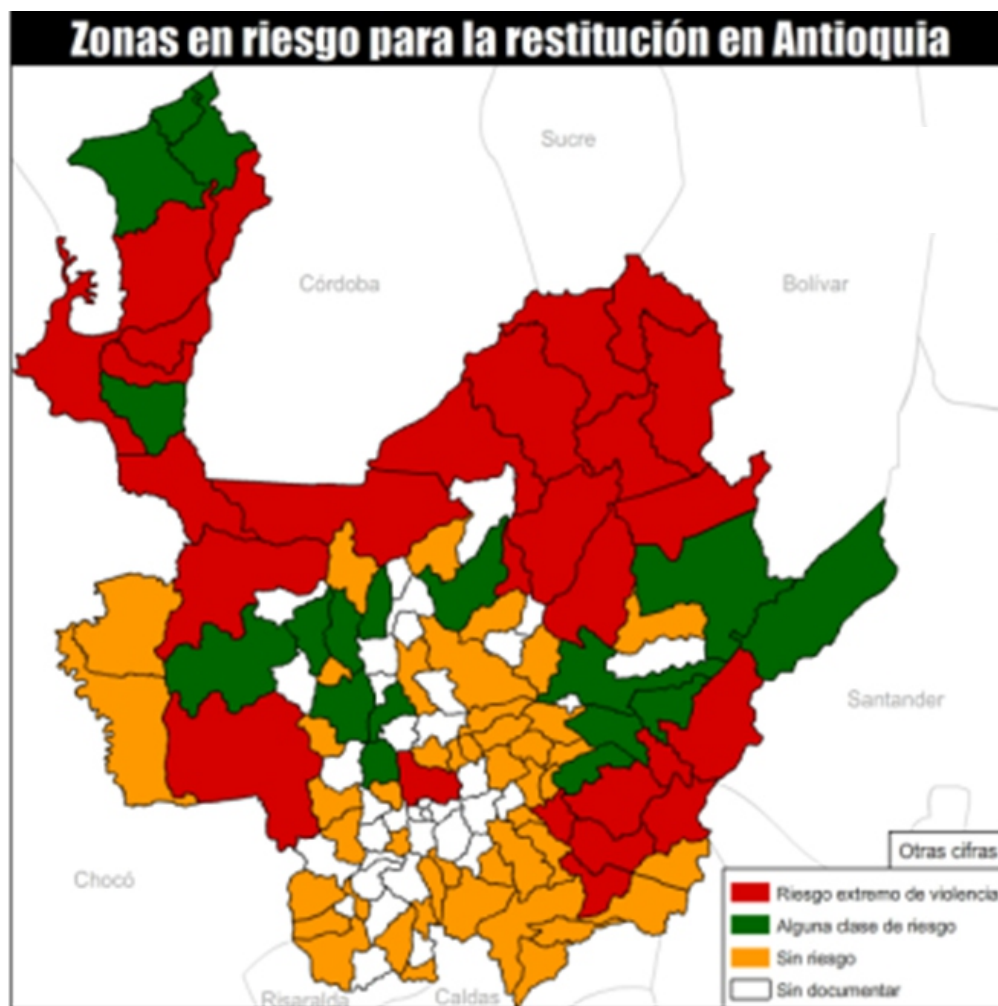 Zonas en riesgo para la restitución en Antioquia
Sucre
Córdoba
Bolívar
Santander
Chocó
Otras cifras
Riesgo extremo de violencia
Alguna clase de riesgo
Sin riesgo
Sin documentar
Risaralda
Caldas